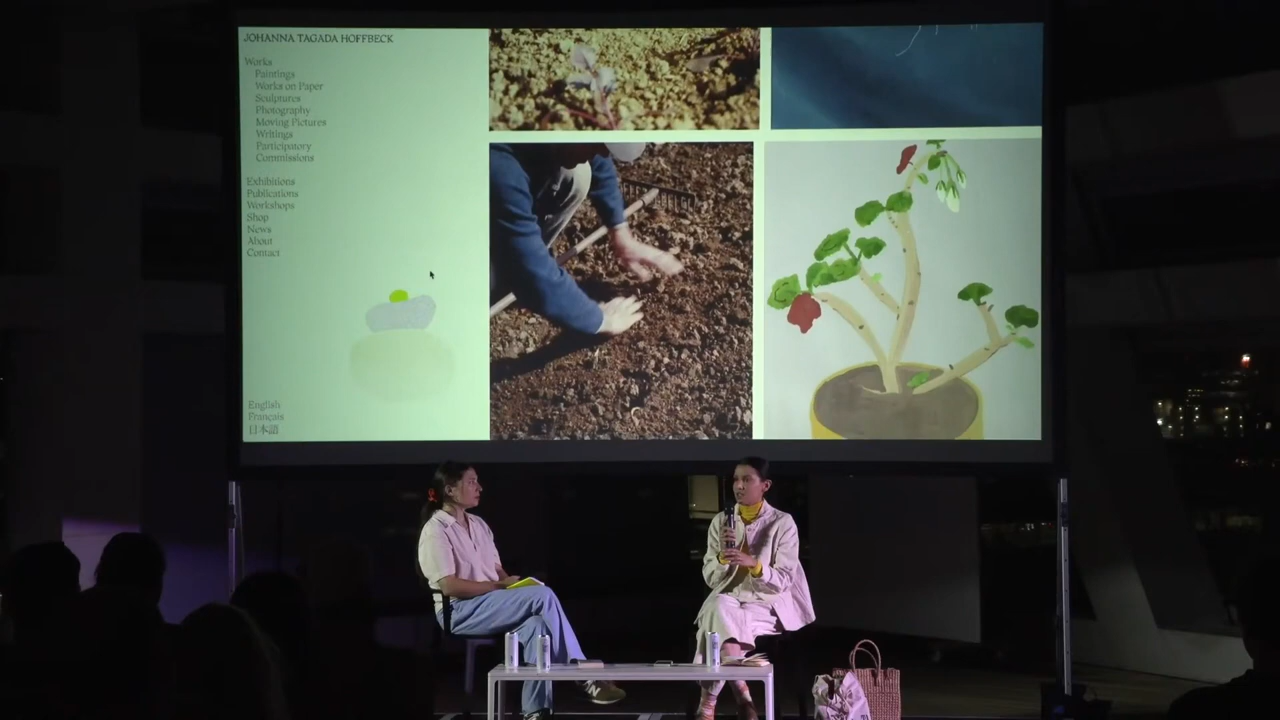 JOHANNA TAGADA HOFFBECK
Works
Paintings
Works on Paper
Sculptures
Photography
Moving Pictures
Writings
Participatory
Commissions
Exhibitions
Publications
Workshops
Shop
News
About
Contact
English
Français
日本語